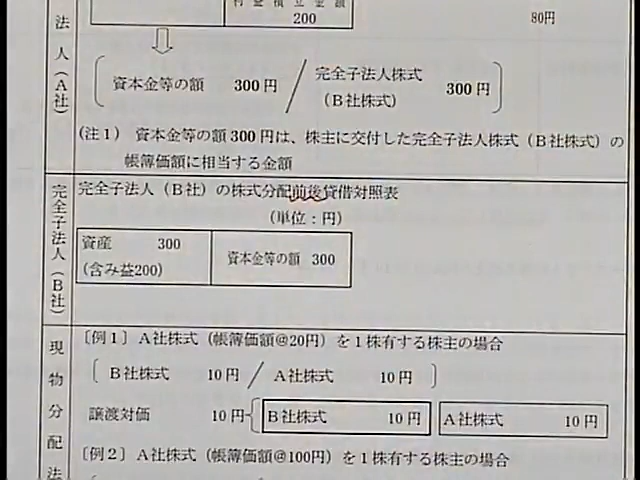 利益積立金額
200
80円
法人（A社）
資本金等の額　300円 ／ 完全子法人株式（B社株式）　300円
(注1)　資本金等の額300円は、株主に交付した完全子法人株式（B社株式）の
帳簿価額に相当する金額
完全子法人（B社）
完全子法人（B社）の株式分配前後貸借対照表
（単位：円）
資産　300　資本金等の額　300
(含み益200)
現物分配法
〔例1〕A社株式（帳簿価額@20円）を1株有する株主の場合
B社株式　10円 ／ A社株式　10円
譲渡対価　10円　B社株式　10円　A社株式　10円
〔例2〕A社株式（帳簿価額@100円）を1株有する株主の場合